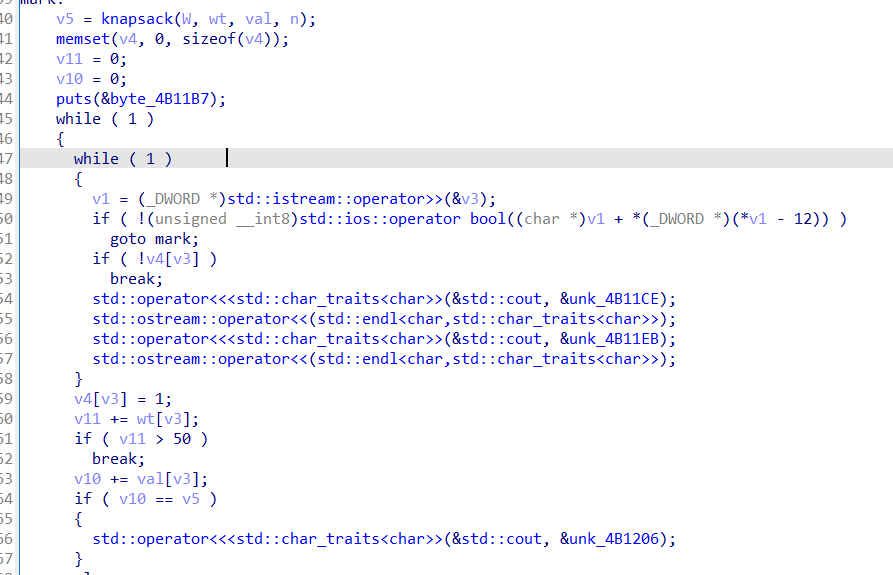 mark:
40 v5 = knapsack(W, wt, val, n);
41 memset(v4, 0, sizeof(v4));
42 v11 = 0;
43 v10 = 0;
44 puts(&byte_4B11B7);
45 while ( 1 )
46 {
47 while ( 1 )
48 {
49 v1 = (_DWORD *)std::istream::operator>>(&v3);
50 if ( !(unsigned __int8)std::ios::operator bool((char *)v1 + *(_DWORD *)(*v1 - 12)) )
51 goto mark;
52 if ( !v4[v3] )
53 break;
54 std::operator<<<std::char_traits<char>>(&std::cout, &unk_4B11CE);
55 std::ostream::operator<<(std::endl<char,std::char_traits<char>>);
56 std::operator<<<std::char_traits<char>>(&std::cout, &unk_4B11EB);
57 std::ostream::operator<<(std::endl<char,std::char_traits<char>>);
58 }
59 v4[v3] = 1;
60 v11 += wt[v3];
61 if ( v11 > 50 )
62 break;
63 v10 += val[v3];
64 if ( v10 == v5 )
65 {
66 std::operator<<<std::char_traits<char>>(&std::cout, &unk_4B1206);
67 }